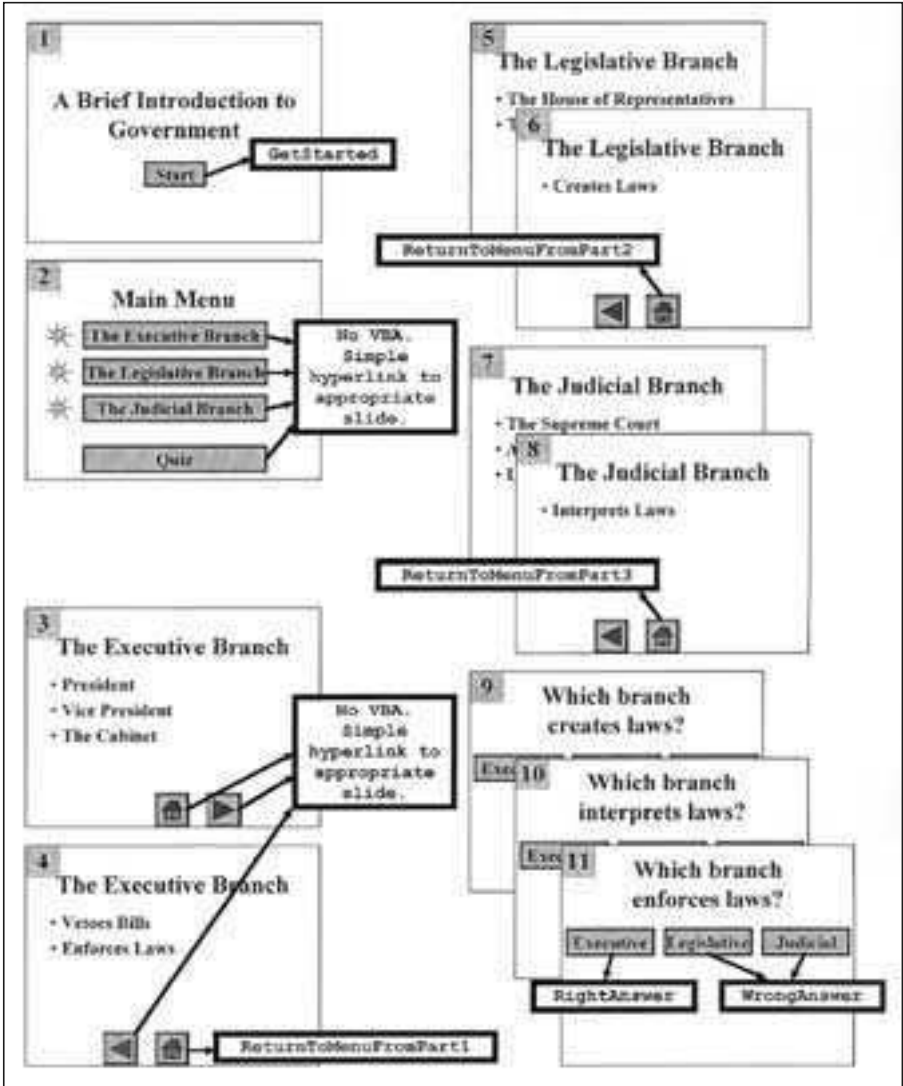 1
A Brief Introduction to
Government
Start
GetStarted
2
Main Menu
The Executive Branch
The Legislative Branch
The Judicial Branch
Quiz
No VBA.
Simple
hyperlink to
appropriate
slide.
3
The Executive Branch
• President
• Vice President
• The Cabinet
No VBA.
Simple
hyperlink to
appropriate
slide.
4
The Executive Branch
• Vetoes Bills
• Enforces Laws
ReturnToMenuFromPart1
5
The Legislative Branch
• The House of Representatives
• T
6
The Legislative Branch
• Creates Laws
ReturnToMenuFromPart2
7
The Judicial Branch
• The Supreme Court
8
The Judicial Branch
• Interprets Laws
ReturnToMenuFromPart3
9
Which branch
creates laws?
Exec
10
Which branch
interprets laws?
Exec
11
Which branch
enforces laws?
Executive Legislative Judicial
RightAnswer WrongAnswer